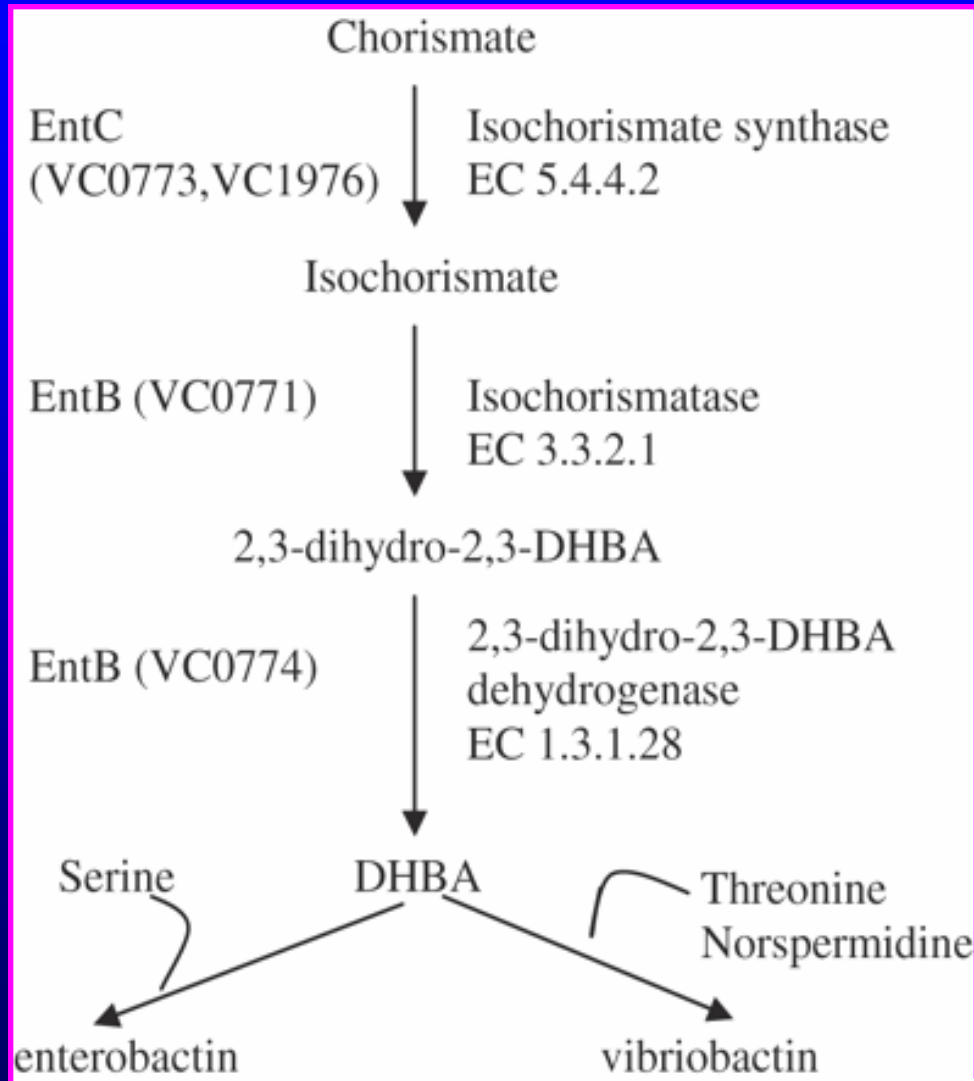 Chorismate
EntC
(VC0773,VC1976)
Isochorismate synthase
EC 5.4.4.2
Isochorismate
EntB (VC0771)
Isochorismatase
EC 3.3.2.1
2,3-dihydro-2,3-DHBA
EntB (VC0774)
2,3-dihydro-2,3-DHBA
dehydrogenase
EC 1.3.1.28
Serine
DHBA
Threonine
Norspermidine
enterobactin
vibriobactin